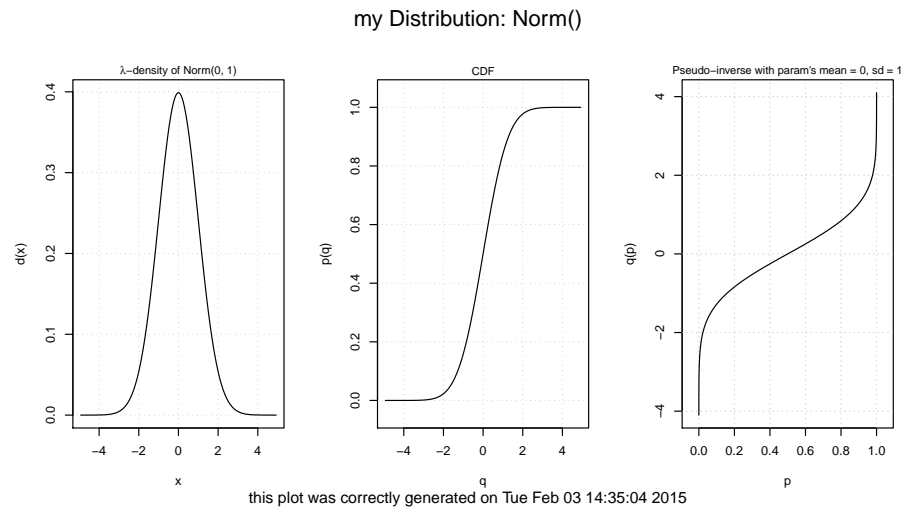 my Distribution: Norm()
λ−density of Norm(0, 1)
d(x)
0.4
0.3
0.2
0.1
0.0
−4 −2 0 2 4
x
CDF
p(q)
1.0
0.8
0.6
0.4
0.2
0.0
−4 −2 0 2 4
q
Pseudo−inverse with param's mean = 0, sd = 1
q(p)
4
2
0
−2
−4
0.0 0.2 0.4 0.6 0.8 1.0
p
this plot was correctly generated on Tue Feb 03 14:35:04 2015